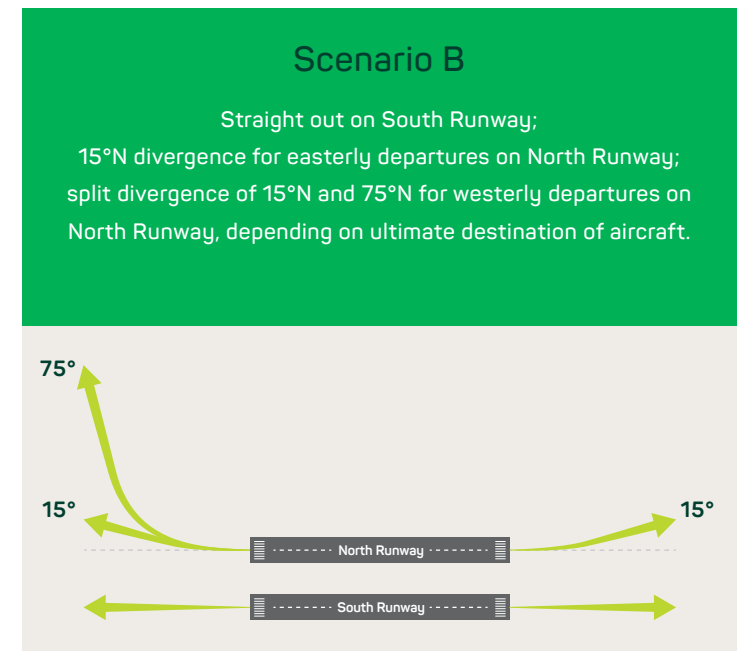 Scenario B
Straight out on South Runway;
15°N divergence for easterly departures on North Runway;
split divergence of 15°N and 75°N for westerly departures on
North Runway, depending on ultimate destination of aircraft.
75°
15°
15°
North Runway
South Runway